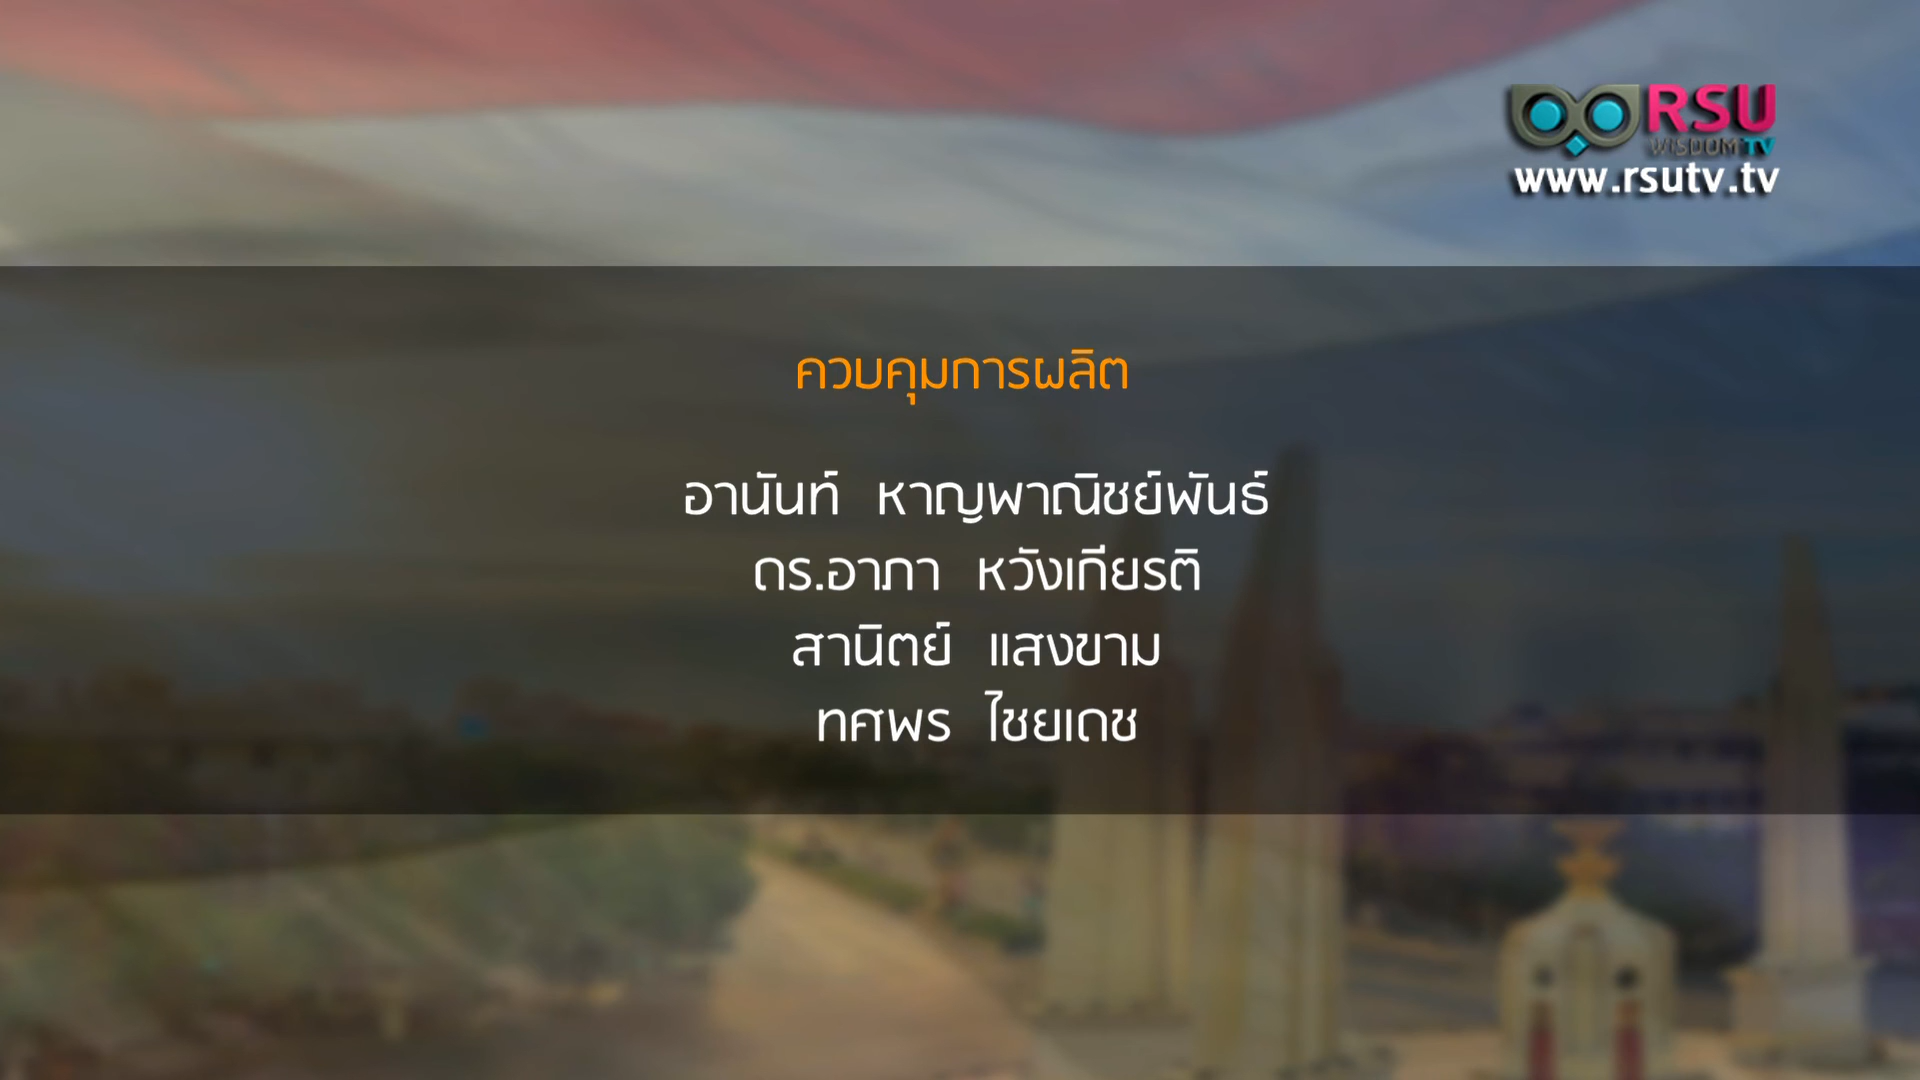 RSU
WISDOM TV
www.rsutv.tv
ควบคุมการผลิต
อานันท์ หาญพาณิชย์พันธ์
ดร.อาภา หวังเกียรติ
สานิตย์ แสงขาม
ทศพร ไชยเดช